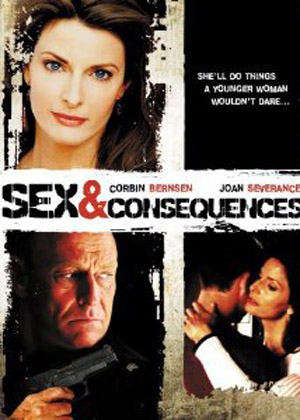 SHE'LL DO THINGS
A YOUNGER WOMAN
WOULDN'T DARE...
CORBIN BERNSEN JOAN SEVERANCE
SEX & CONSEQUENCES